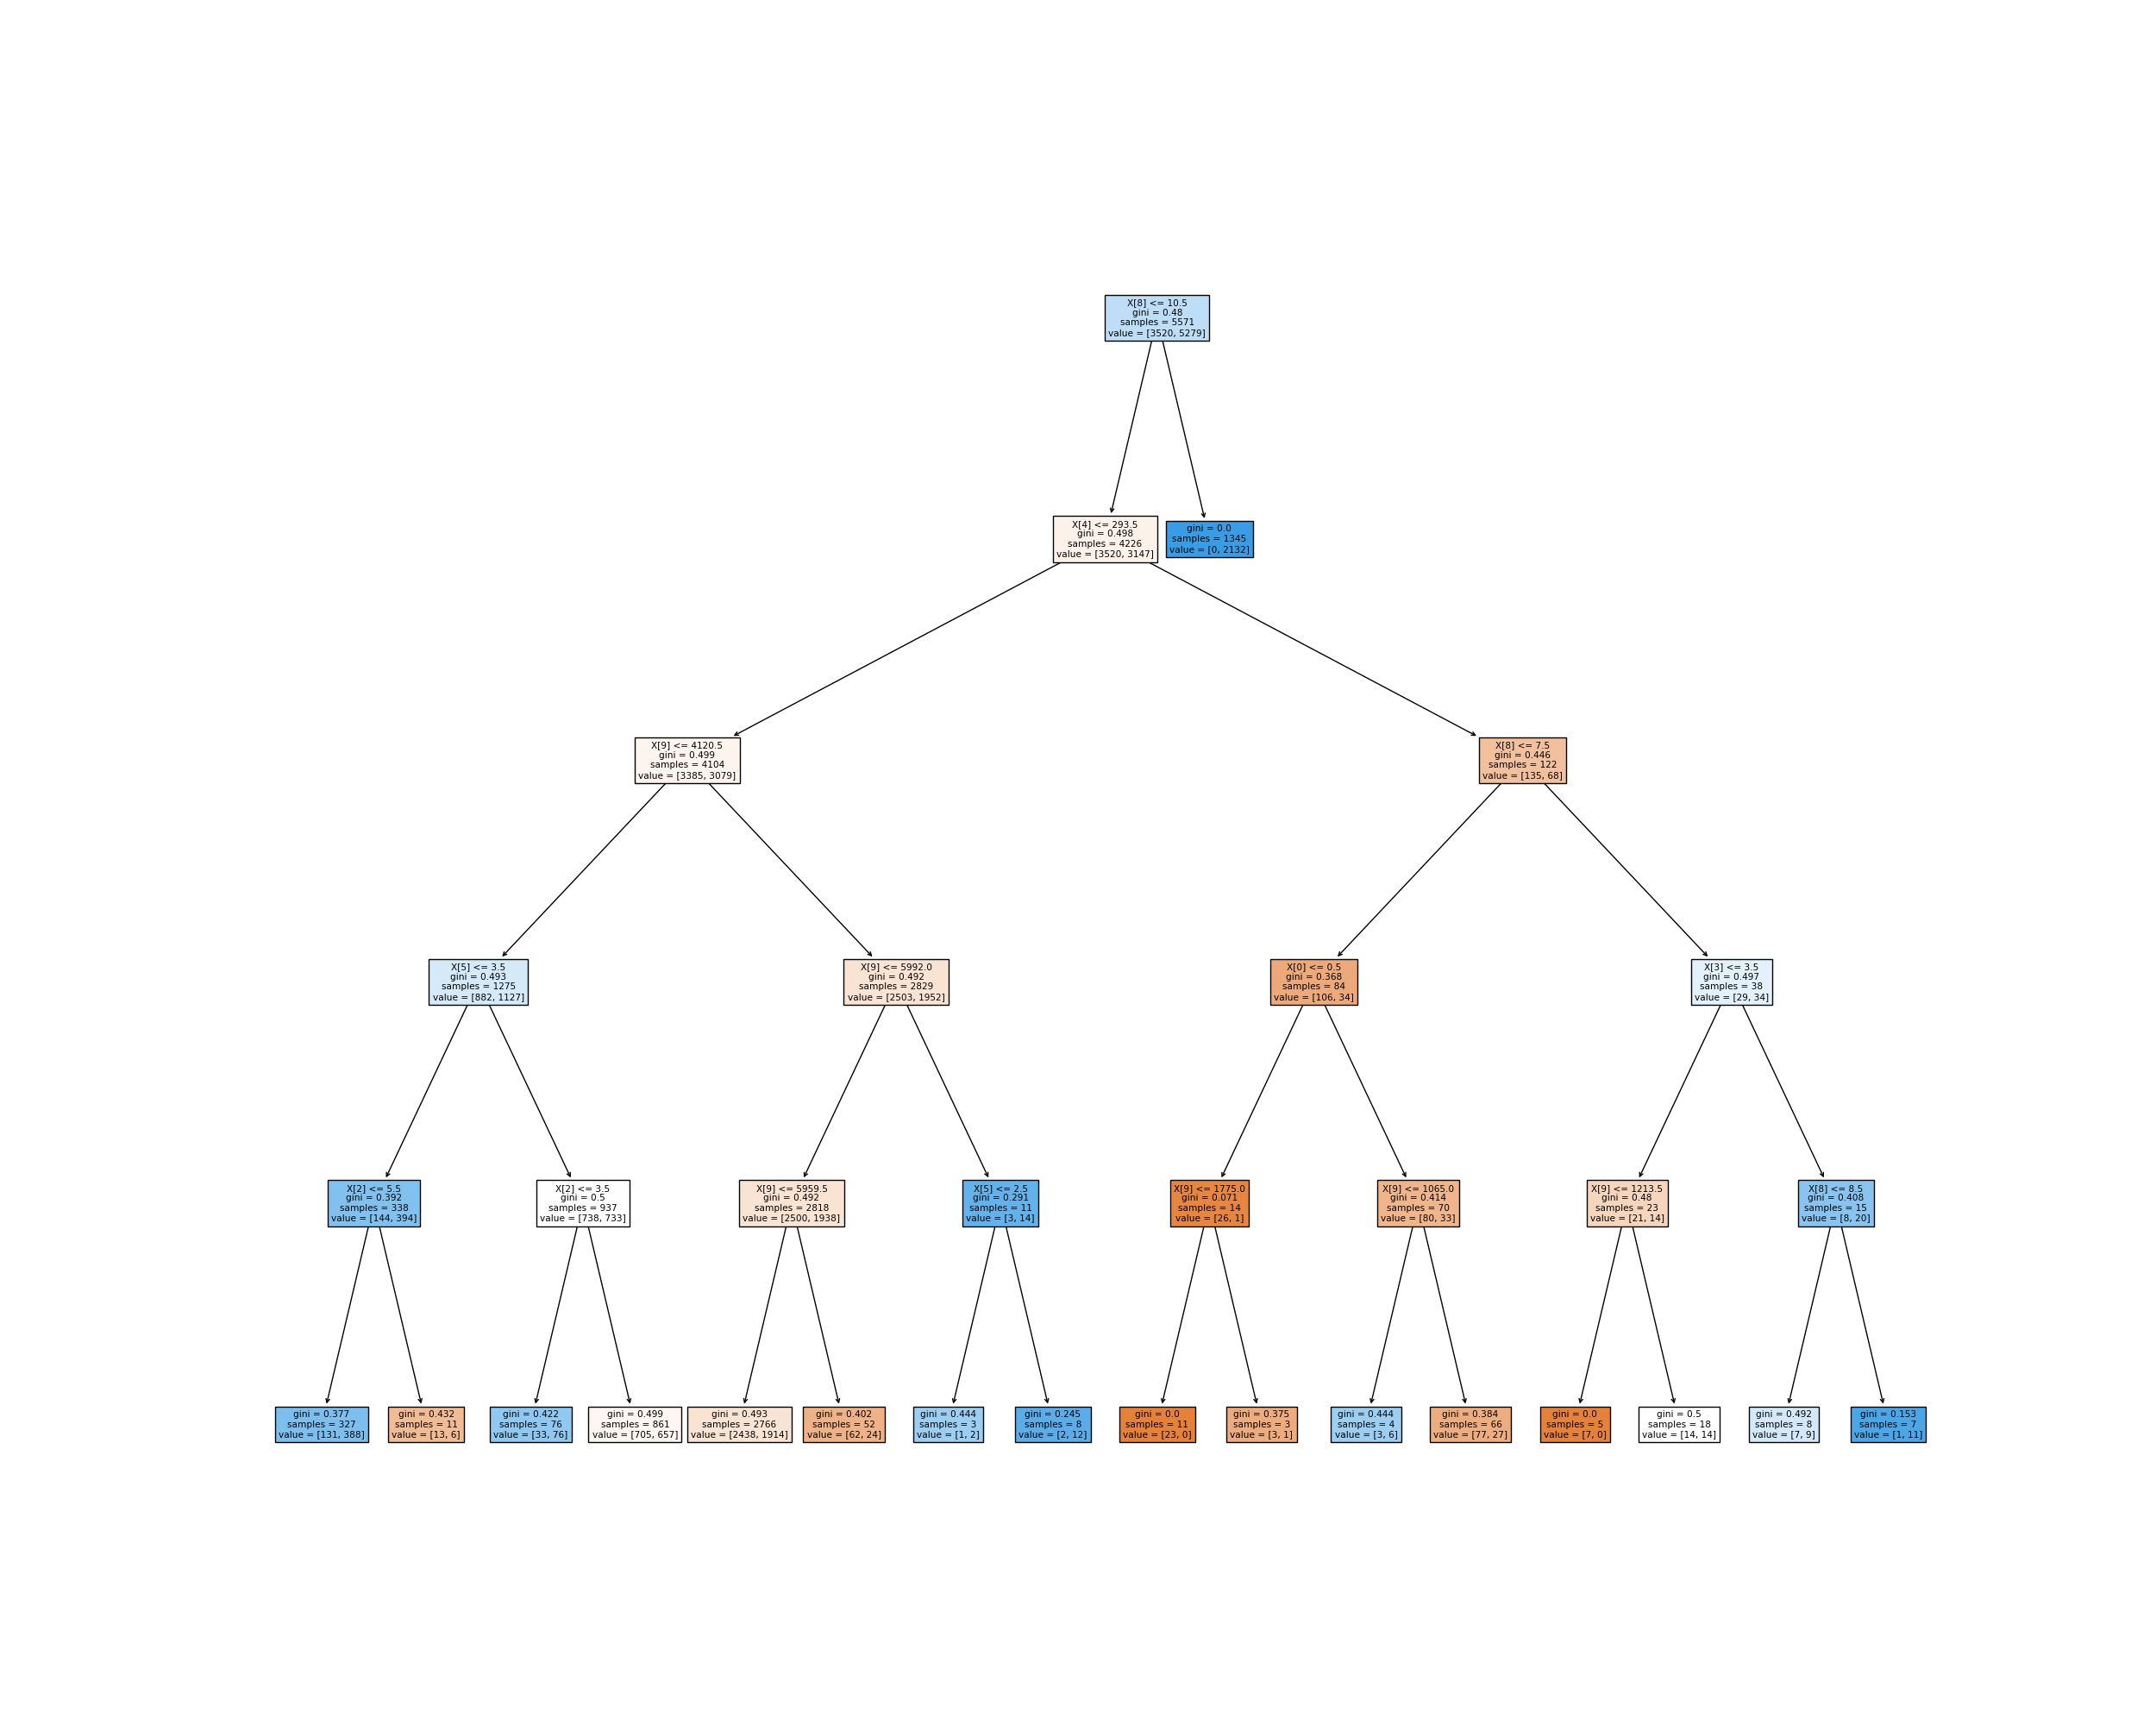 X[8] <= 10.5
gini = 0.48
samples = 5571
value = [3520, 5279]
X[4] <= 293.5
gini = 0.498
samples = 4226
value = [3520, 3147]
gini = 0.0
samples = 1345
value = [0, 2132]
X[9] <= 4120.5
gini = 0.499
samples = 4104
value = [3385, 3079]
X[8] <= 7.5
gini = 0.446
samples = 122
value = [135, 68]
X[5] <= 3.5
gini = 0.493
samples = 1275
value = [882, 1127]
X[9] <= 5992.0
gini = 0.492
samples = 2829
value = [2503, 1952]
X[0] <= 0.5
gini = 0.368
samples = 84
value = [106, 34]
X[3] <= 3.5
gini = 0.497
samples = 38
value = [29, 34]
X[2] <= 5.5
gini = 0.392
samples = 338
value = [144, 394]
X[2] <= 3.5
gini = 0.5
samples = 937
value = [738, 733]
X[9] <= 5959.5
gini = 0.492
samples = 2818
value = [2500, 1938]
X[5] <= 2.5
gini = 0.291
samples = 11
value = [3, 14]
X[9] <= 1775.0
gini = 0.071
samples = 14
value = [26, 1]
X[9] <= 1065.0
gini = 0.414
samples = 70
value = [80, 33]
X[9] <= 1213.5
gini = 0.48
samples = 23
value = [21, 14]
X[8] <= 8.5
gini = 0.408
samples = 15
value = [8, 20]
gini = 0.377
samples = 327
value = [131, 388]
gini = 0.432
samples = 11
value = [13, 6]
gini = 0.422
samples = 76
value = [33, 76]
gini = 0.499
samples = 861
value = [705, 657]
gini = 0.493
samples = 2766
value = [2438, 1914]
gini = 0.402
samples = 52
value = [62, 24]
gini = 0.444
samples = 3
value = [1, 2]
gini = 0.245
samples = 8
value = [2, 12]
gini = 0.0
samples = 11
value = [23, 0]
gini = 0.375
samples = 3
value = [3, 1]
gini = 0.444
samples = 4
value = [3, 6]
gini = 0.384
samples = 66
value = [77, 27]
gini = 0.0
samples = 5
value = [7, 0]
gini = 0.5
samples = 18
value = [14, 14]
gini = 0.492
samples = 8
value = [7, 9]
gini = 0.153
samples = 7
value = [1, 11]